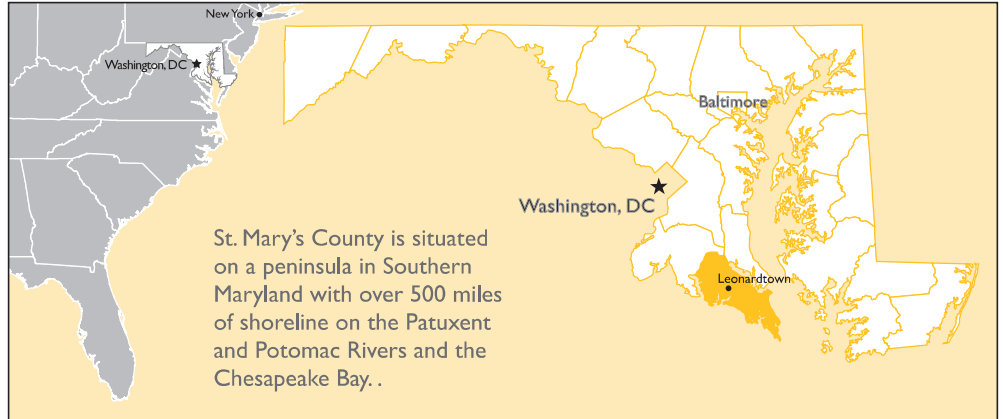 New York
Washington, DC
Baltimore
Washington, DC
Leonardtown
St. Mary's County is situated
on a peninsula in Southern
Maryland with over 500 miles
of shoreline on the Patuxent
and Potomac Rivers and the
Chesapeake Bay. .